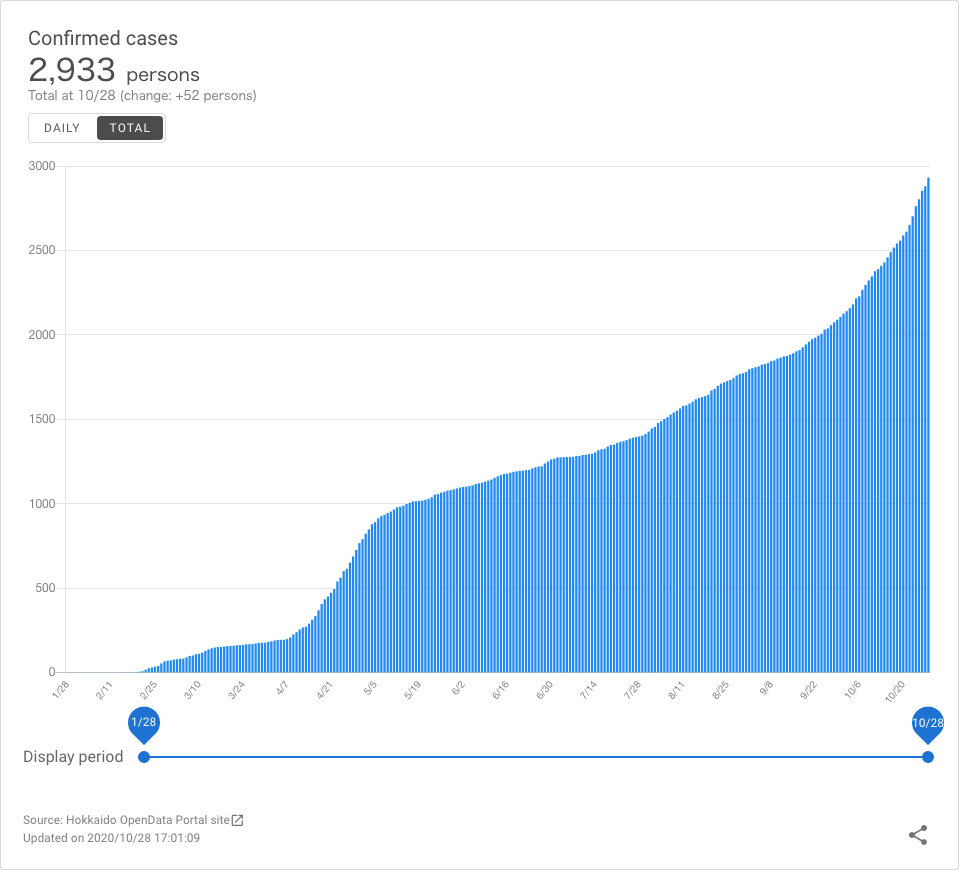 Confirmed cases
2,933 persons
Total at 10/28 (change: +52 persons)
DAILY TOTAL
3000
2500
2000
1500
1000
500
0
1/28 2/11 2/25 3/10 3/24 4/7 4/21 5/5 5/19 6/2 6/16 6/30 7/14 7/28 8/11 8/25 9/8 9/22 10/6 10/20
1/28 10/28
Display period
Source: Hokkaido OpenData Portal site
Updated on 2020/10/28 17:01:09